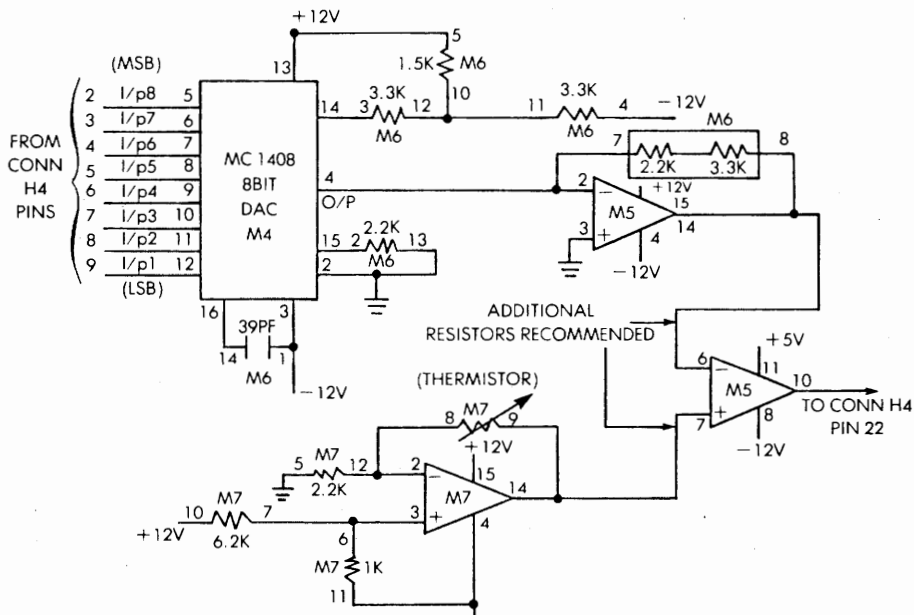 +12V
(MSB)
13
5
1.5K
M6
10
3.3K
14
3
12
M6
11
3.3K
4
−12V
M6
FROM
CONN
H4
PINS
2
I/p8
5
3
I/p7
6
4
I/p6
7
5
I/p5
8
6
I/p4
9
7
I/p3
10
8
I/p2
11
9
I/p1
12
(LSB)
MC 1408
8BIT
DAC
M4
4
O/P
15
2
2.2K
13
M6
2
16
3
39PF
14
1
M6
−12V
M6
7
8
2.2K
3.3K
+12V
2
−
M5
15
14
3
+
4
−12V
ADDITIONAL
RESISTORS RECOMMENDED
+5V
6
−
11
M5
10
+
7
8
−12V
TO CONN H4
PIN 22
(THERMISTOR)
8
M7
9
+12V
5
M7
12
2.2K
2
−
15
M7
14
3
+
4
10
M7
7
+12V
6.2K
6
M7
1K
11